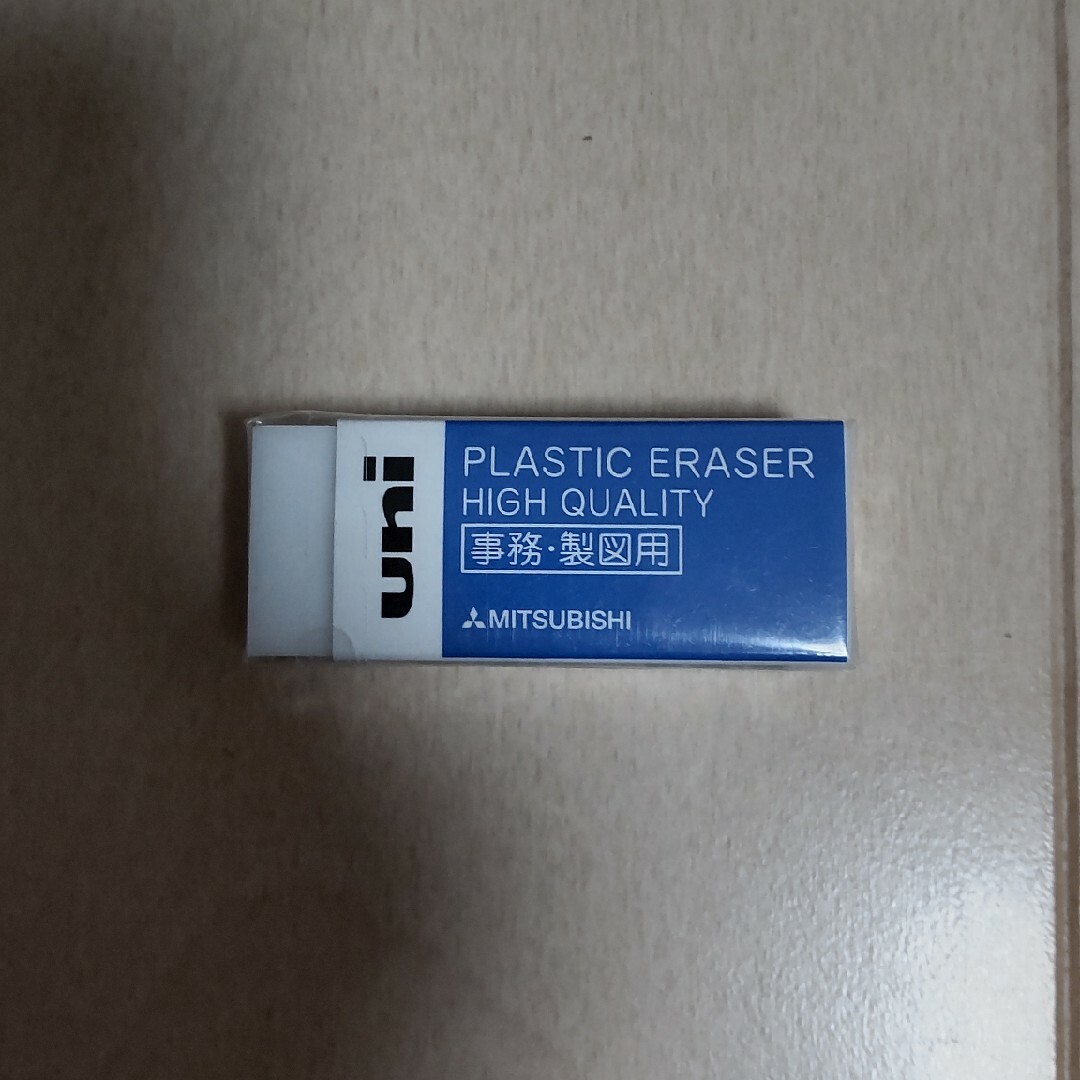 uni
PLASTIC ERASER
HIGH QUALITY
事務・製図用
MITSUBISHI